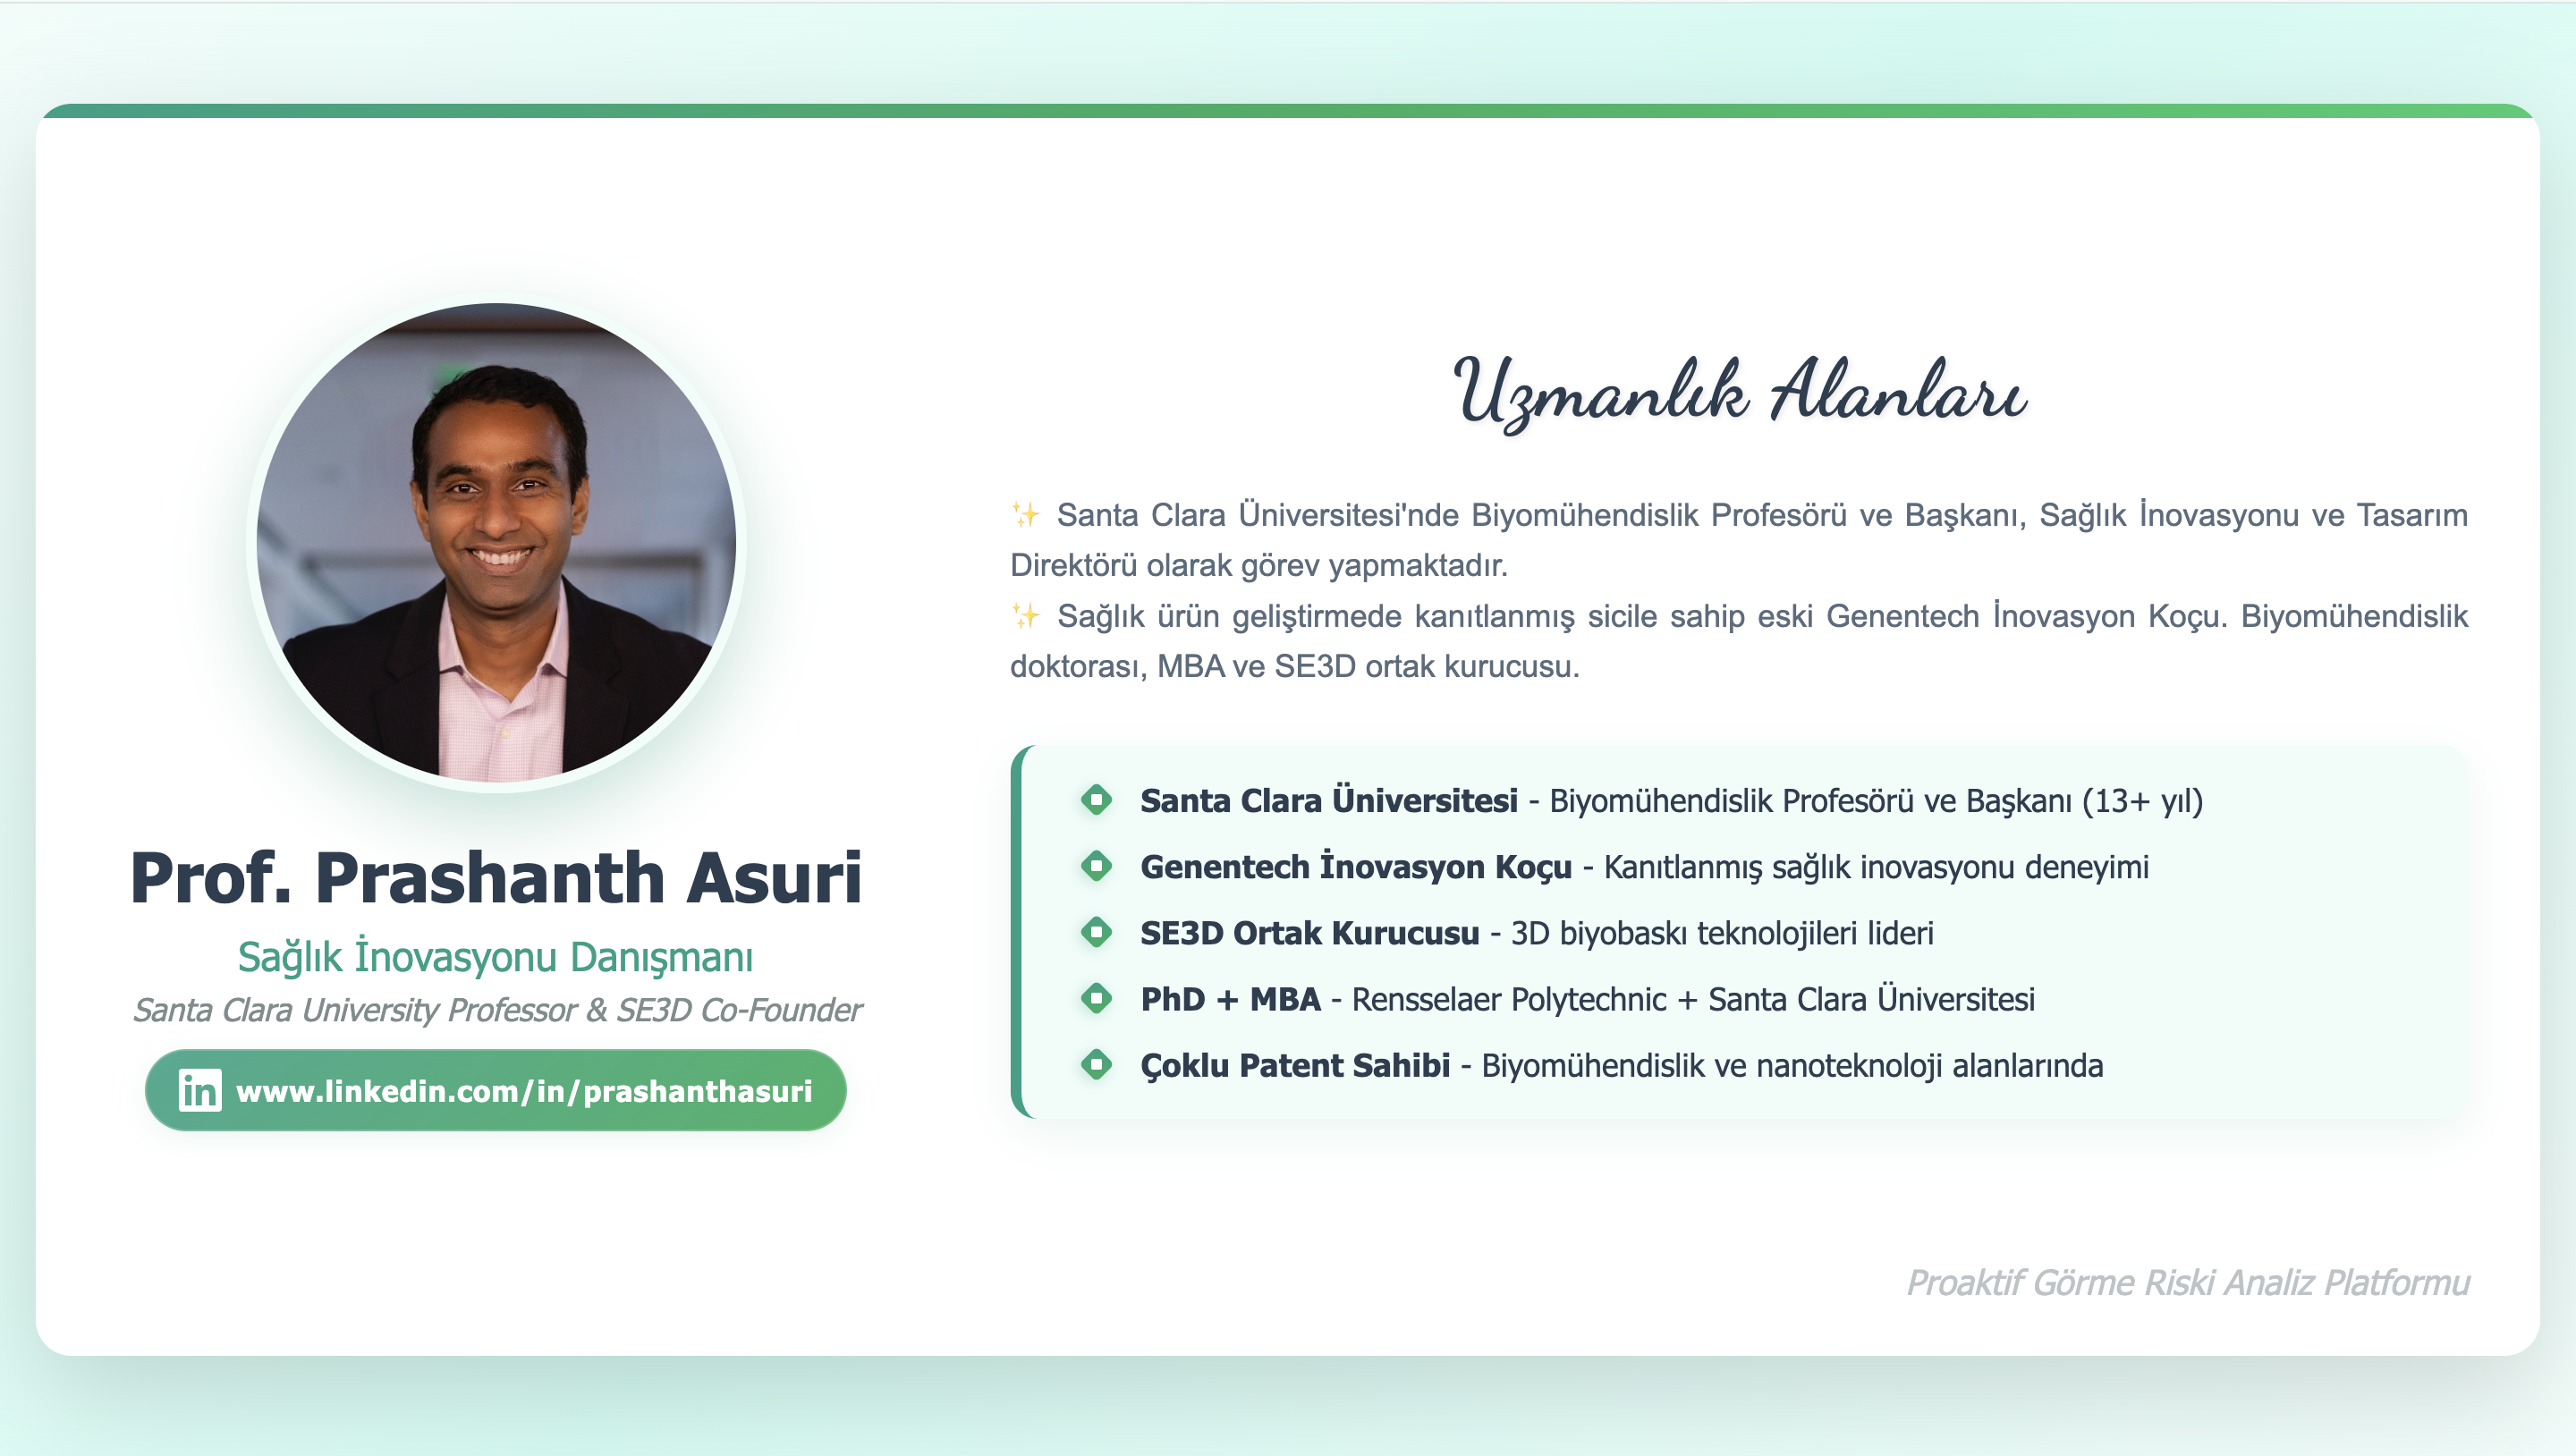 Uzmanlık Alanları
✨ Santa Clara Üniversitesi'nde Biyomühendislik Profesörü ve Başkanı, Sağlık İnovasyonu ve Tasarım
Direktörü olarak görev yapmaktadır.
✨ Sağlık ürün geliştirmede kanıtlanmış sicile sahip eski Genentech İnovasyon Koçu. Biyomühendislik
doktorası, MBA ve SE3D ortak kurucusu.
Santa Clara Üniversitesi - Biyomühendislik Profesörü ve Başkanı (13+ yıl)
Genentech İnovasyon Koçu - Kanıtlanmış sağlık inovasyonu deneyimi
SE3D Ortak Kurucusu - 3D biyobaskı teknolojileri lideri
PhD + MBA - Rensselaer Polytechnic + Santa Clara Üniversitesi
Çoklu Patent Sahibi - Biyomühendislik ve nanoteknoloji alanlarında
Prof. Prashanth Asuri
Sağlık İnovasyonu Danışmanı
Santa Clara University Professor & SE3D Co-Founder
in www.linkedin.com/in/prashanthasuri
Proaktif Görme Riski Analiz Platformu